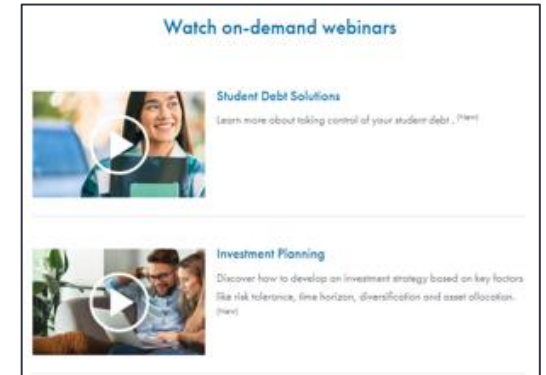 Watch on-demand webinars
Student Debt Solutions
Learn more about taking control of your student debt . [New]
Investment Planning
Discover how to develop an investment strategy based on key factors
like risk tolerance, time horizon, diversification and asset allocation.
[New]